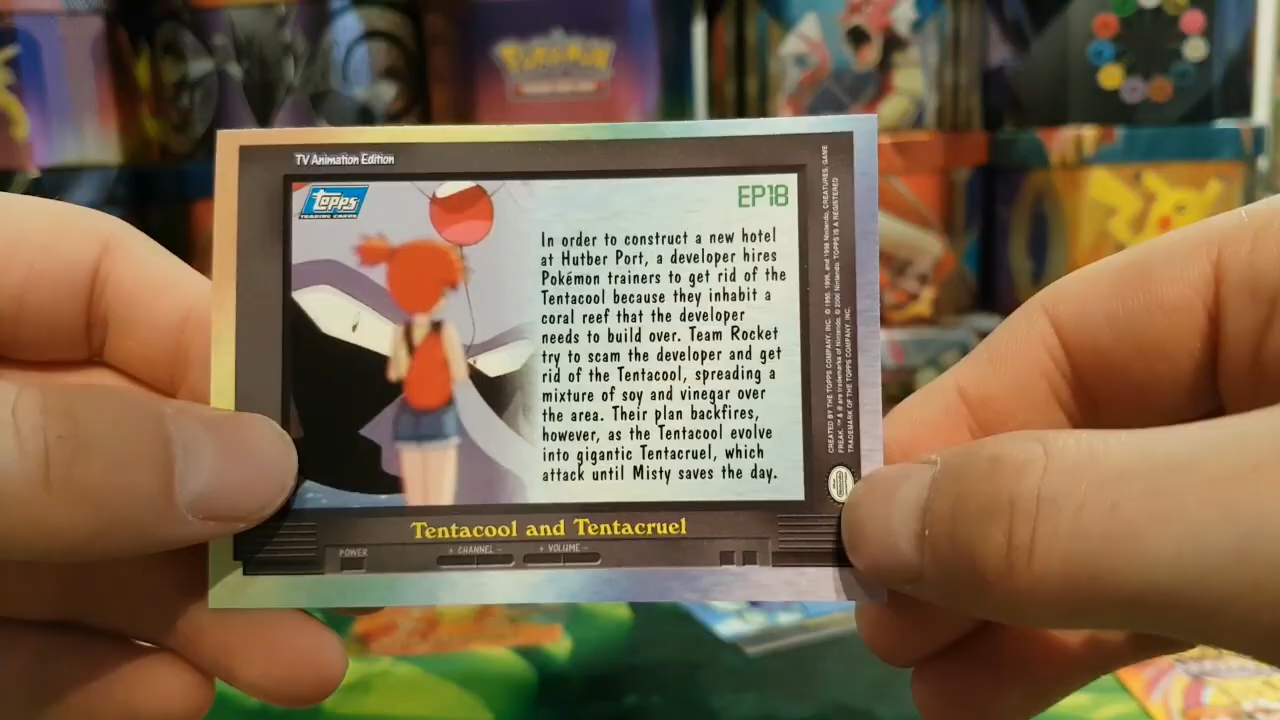 Pokémon
TV Animation Edition
topps
TRADING CARDS
EP18
In order to construct a new hotel
at Hutber Port, a developer hires
Pokémon trainers to get rid of the
Tentacool because they inhabit a
coral reef that the developer
needs to build over. Team Rocket
try to scam the developer and get
rid of the Tentacool, spreading a
mixture of soy and vinegar over
the area. Their plan backfires,
however, as the Tentacool evolve
into gigantic Tentacruel, which
attack until Misty saves the day.
Tentacool and Tentacruel
POWER
+ CHANNEL -
+ VOLUME -
CREATED BY THE TOPPS COMPANY, INC. © 1995, 1996, and 1998 Nintendo, CREATURES, GAME
FREAK. ™ & ® are trademarks of Nintendo. © 2000 Nintendo. TOPPS IS A REGISTERED
TRADEMARK OF THE TOPPS COMPANY, INC.